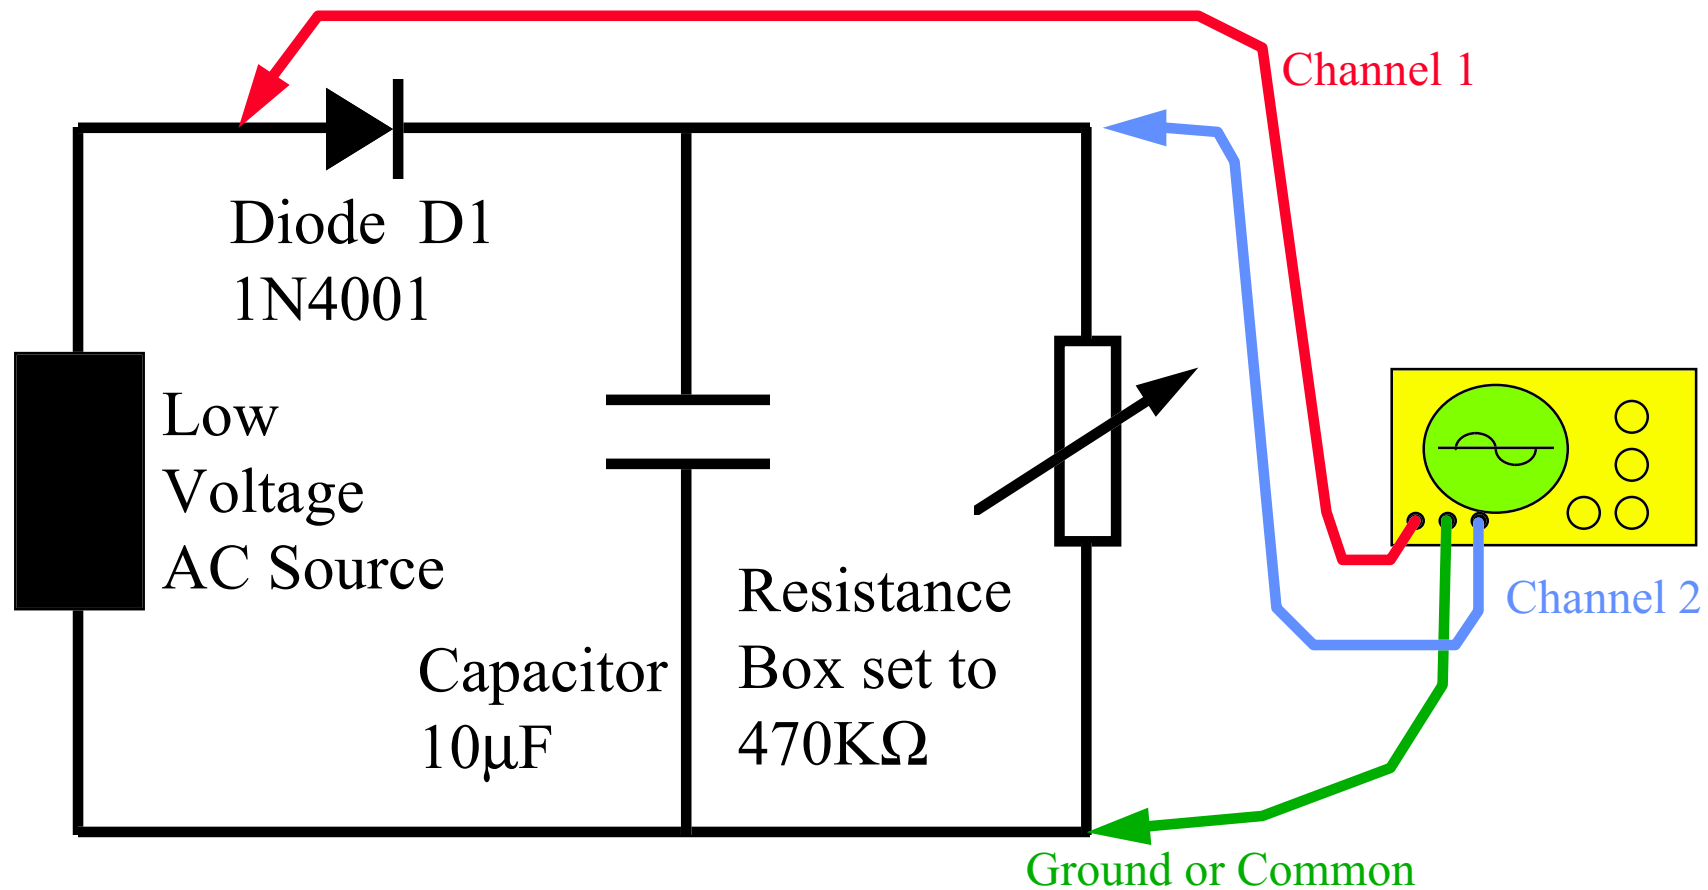 Channel 1
Diode D1
1N4001
Low
Voltage
AC Source
Capacitor
10µF
Resistance
Box set to
470KΩ
Channel 2
Ground or Common